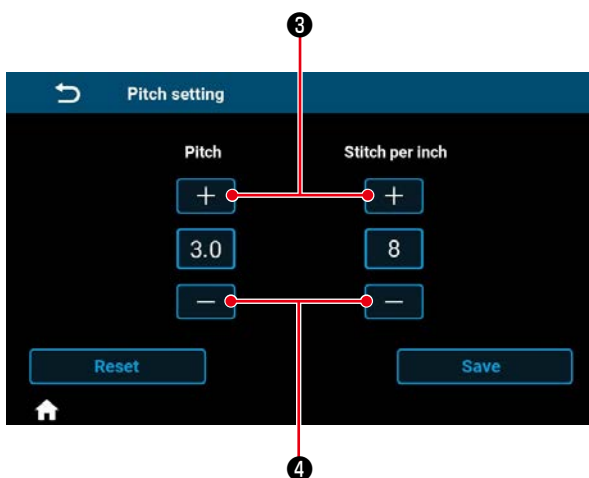 ❸
Pitch setting
Pitch Stitch per inch
+ +
3.0 8
− −
Reset Save
❹